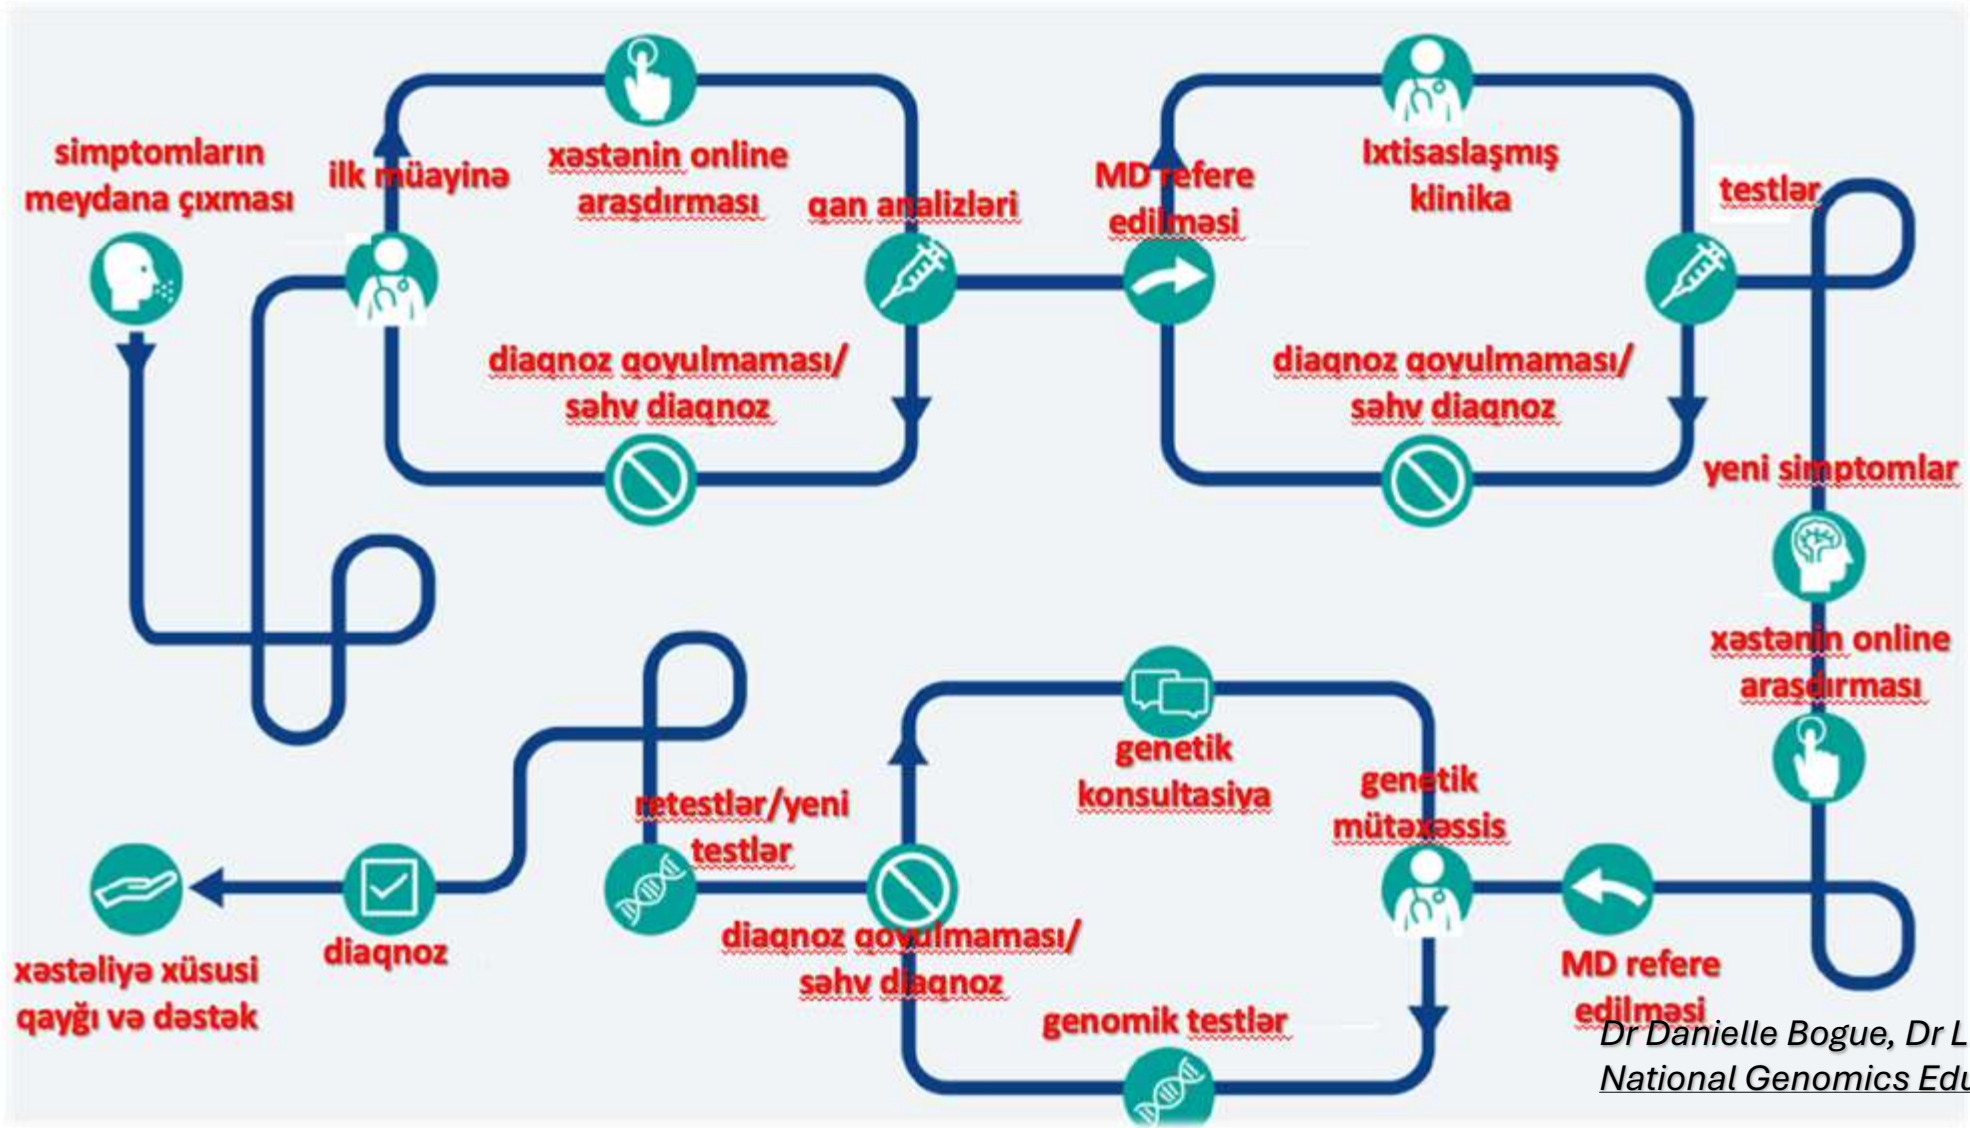 simptomların
meydana çıxması
ilk müayinə
xəstənin online
araşdırması
qan analizləri
diaqnoz qoyulmaması/
səhv diaqnoz
MD refere
edilməsi
Ixtisaslaşmış
klinika
testlər
diaqnoz qoyulmaması/
səhv diaqnoz
yeni simptomlar
xəstənin online
araşdırması
MD refere
edilməsi
genetik
mütəxəssis
genetik
konsultasiya
genomik testlər
diaqnoz qoyulmaması/
səhv diaqnoz
retestlər/yeni
testlər
diaqnoz
xəstəliyə xüsusi
qayğı və dəstək
Dr Danielle Bogue, Dr L
National Genomics Edu